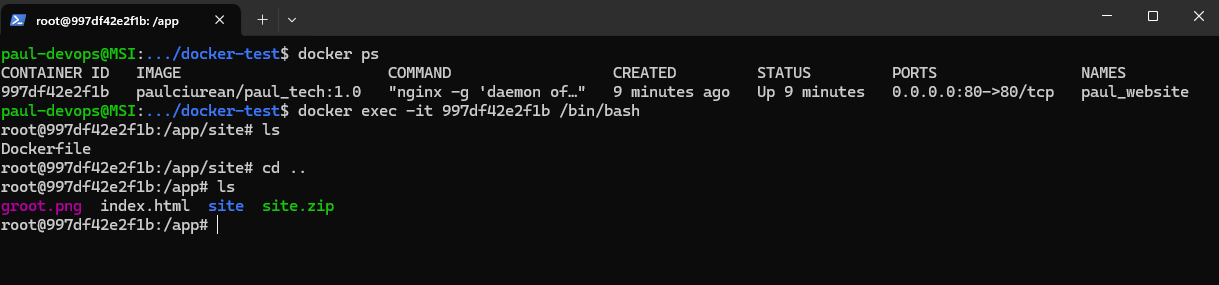 root@997df42e2f1b: /app
paul-devops@MSI:.../docker-test$ docker ps
CONTAINER ID   IMAGE                      COMMAND                  CREATED         STATUS         PORTS                NAMES
997df42e2f1b   paulciurean/paul_tech:1.0   "nginx -g 'daemon of…"   9 minutes ago   Up 9 minutes   0.0.0.0:80->80/tcp   paul_website
paul-devops@MSI:.../docker-test$ docker exec -it 997df42e2f1b /bin/bash
root@997df42e2f1b:/app/site# ls
Dockerfile
root@997df42e2f1b:/app/site# cd ..
root@997df42e2f1b:/app# ls
groot.png  index.html  site  site.zip
root@997df42e2f1b:/app#